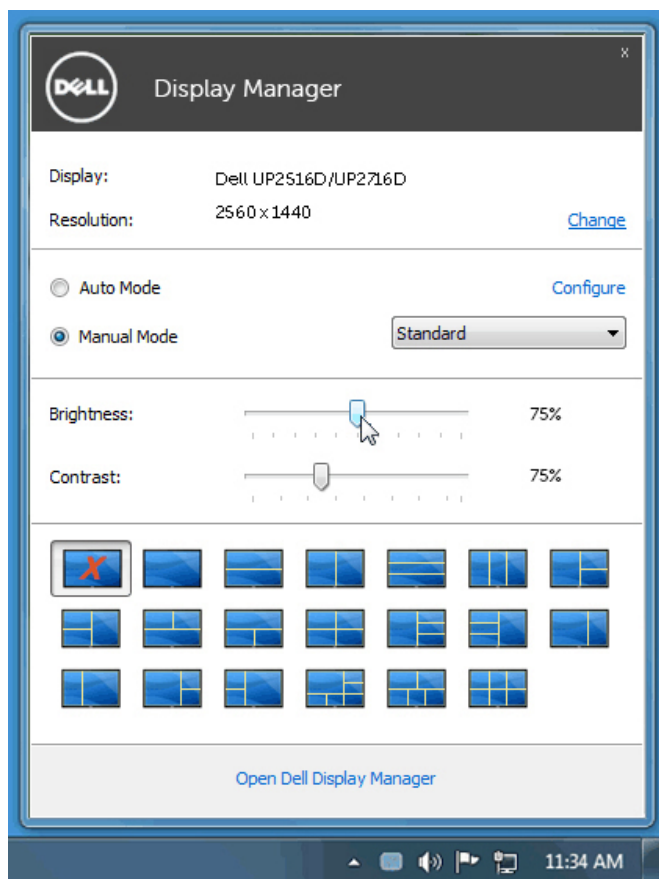 x
DELL Display Manager
Display: Dell UP2516D/UP2716D
Resolution: 2560 x 1440 Change
Auto Mode Configure
Manual Mode Standard
Brightness: 75%
Contrast: 75%
Open Dell Display Manager
11:34 AM